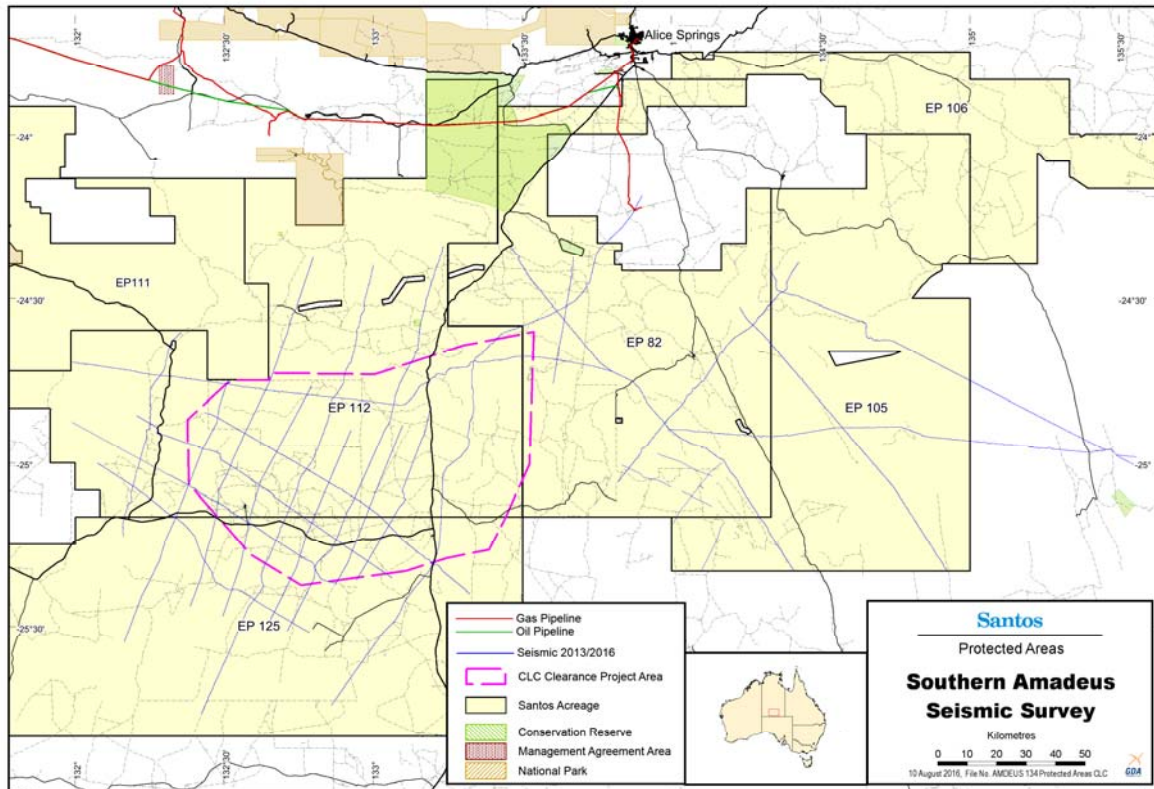 132°
132°30'
133°
133°30'
Alice Springs
134°30'
135°
135°30'
EP 106
-24°
-24°
EP111
-24°30'
-24°30'
EP 82
EP 112
EP 105
-25°
-25°
EP 125
-25°30'
132°
132°30'
133°
Gas Pipeline
Oil Pipeline
Seismic 2013/2016
CLC Clearance Project Area
Santos Acreage
Conservation Reserve
Management Agreement Area
National Park
Santos
Protected Areas
Southern Amadeus
Seismic Survey
Kilometres
0 10 20 30 40 50
10 August 2016, File No. AMDEUS 134 Protected Areas CLC
GDA